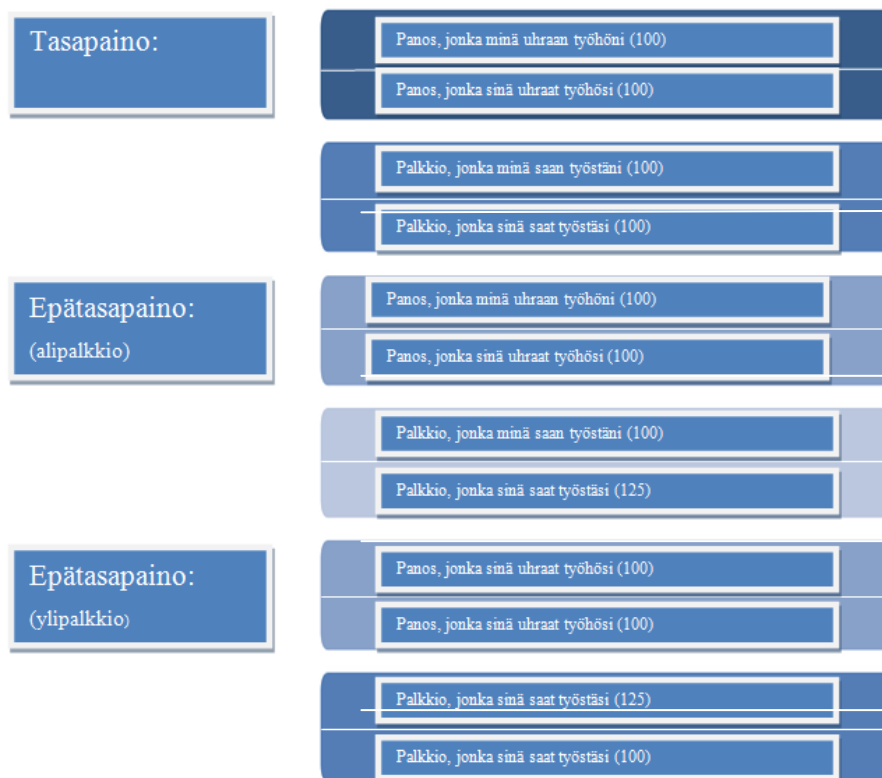 Tasapaino:
Panos, jonka minä uhraan työhöni (100)
Panos, jonka sinä uhraat työhösi (100)
Palkkio, jonka minä saan työstäni (100)
Palkkio, jonka sinä saat työstäsi (100)
Epätasapaino:
(alipalkkio)
Panos, jonka minä uhraan työhöni (100)
Panos, jonka sinä uhraat työhösi (100)
Palkkio, jonka minä saan työstäni (100)
Palkkio, jonka sinä saat työstäsi (125)
Epätasapaino:
(ylipalkkio)
Panos, jonka sinä uhraat työhösi (100)
Panos, jonka sinä uhraat työhösi (100)
Palkkio, jonka sinä saat työstäsi (125)
Palkkio, jonka sinä saat työstäsi (100)